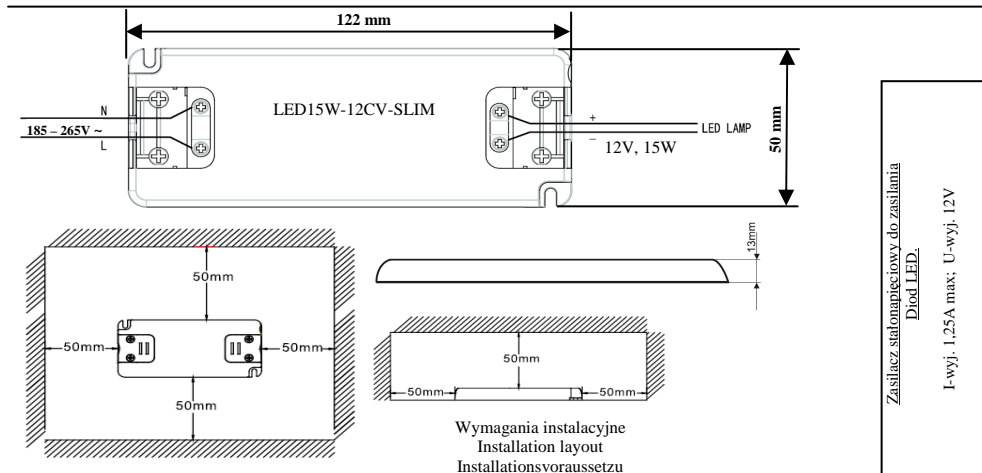 122 mm
LED15W-12CV-SLIM
N
185 – 265V ~
L
+
–
LED LAMP
12V, 15W
50 mm
50mm
50mm
50mm
50mm
13mm
50mm
50mm
50mm
Wymagania instalacyjne
Installation layout
Installationsvoraussetzu
Zasilacz stałonapięciowy do zasilania
Diod LED.
I-wyj. 1,25A max; U-wyj. 12V